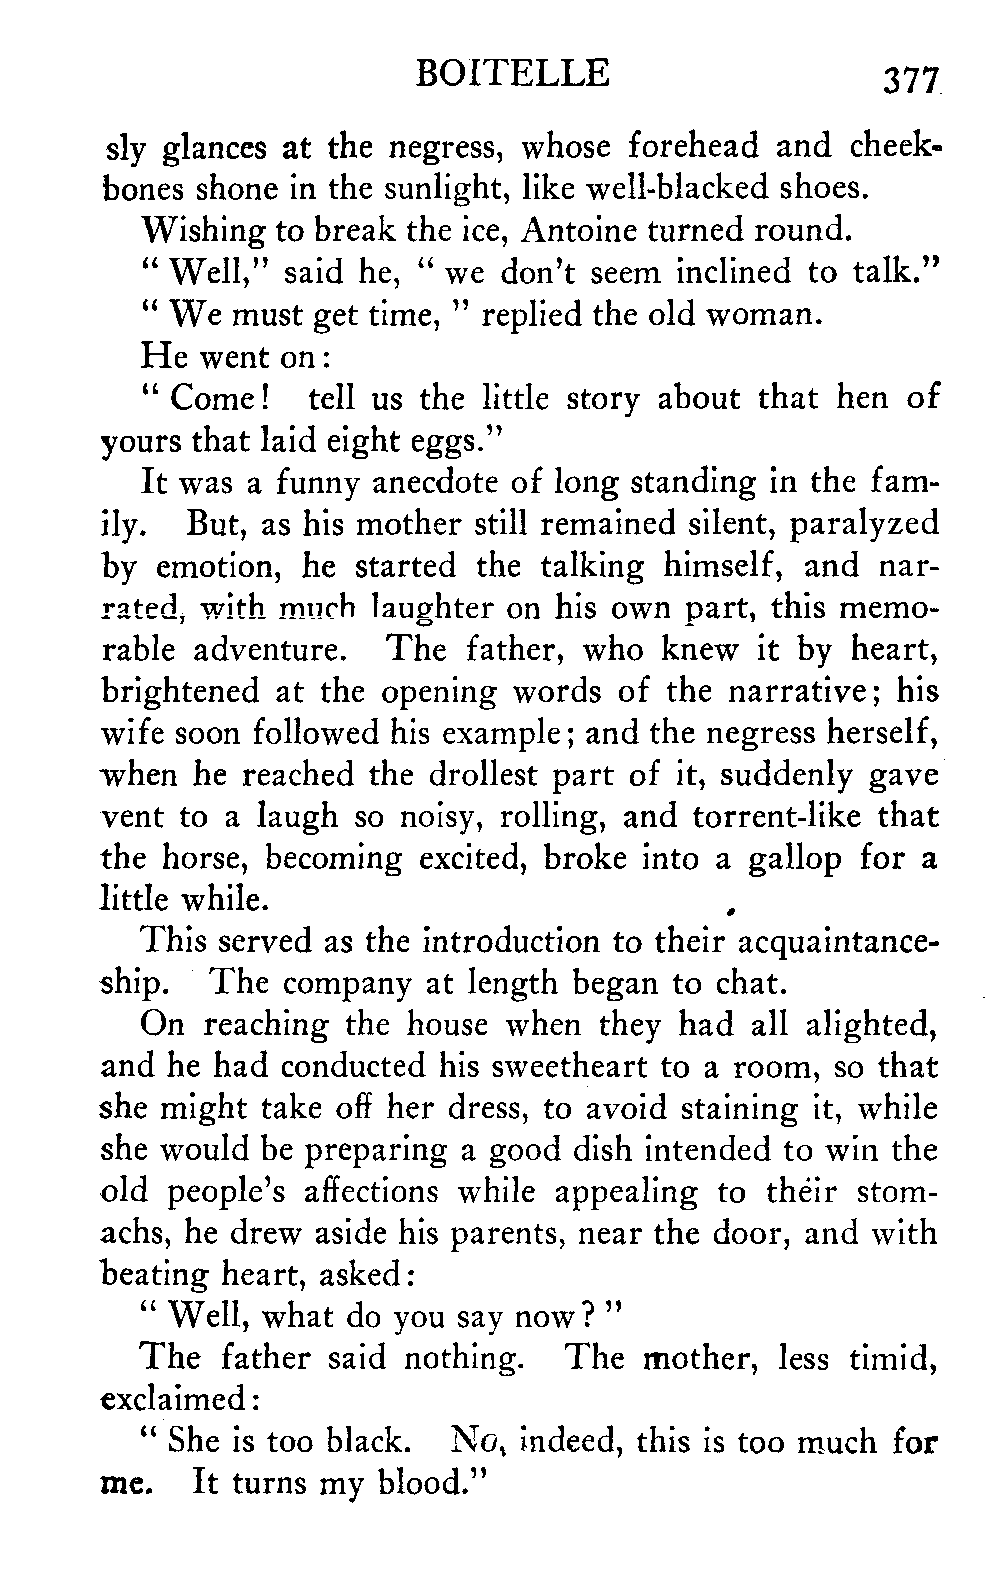 BOITELLE 377
sly glances at the negress, whose forehead and cheek-
bones shone in the sunlight, like well-blacked shoes.
Wishing to break the ice, Antoine turned round.
“ Well,” said he, “ we don’t seem inclined to talk.”
“ We must get time, ” replied the old woman.
He went on :
“ Come! tell us the little story about that hen of
yours that laid eight eggs.”
It was a funny anecdote of long standing in the fam-
ily. But, as his mother still remained silent, paralyzed
by emotion, he started the talking himself, and nar-
rated, with much laughter on his own part, this memo-
rable adventure. The father, who knew it by heart,
brightened at the opening words of the narrative; his
wife soon followed his example; and the negress herself,
when he reached the drollest part of it, suddenly gave
vent to a laugh so noisy, rolling, and torrent-like that
the horse, becoming excited, broke into a gallop for a
little while.
This served as the introduction to their acquaintance-
ship. The company at length began to chat.
On reaching the house when they had all alighted,
and he had conducted his sweetheart to a room, so that
she might take off her dress, to avoid staining it, while
she would be preparing a good dish intended to win the
old people’s affections while appealing to their stom-
achs, he drew aside his parents, near the door, and with
beating heart, asked:
“ Well, what do you say now? ”
The father said nothing. The mother, less timid,
exclaimed:
“ She is too black. No, indeed, this is too much for
me. It turns my blood.”